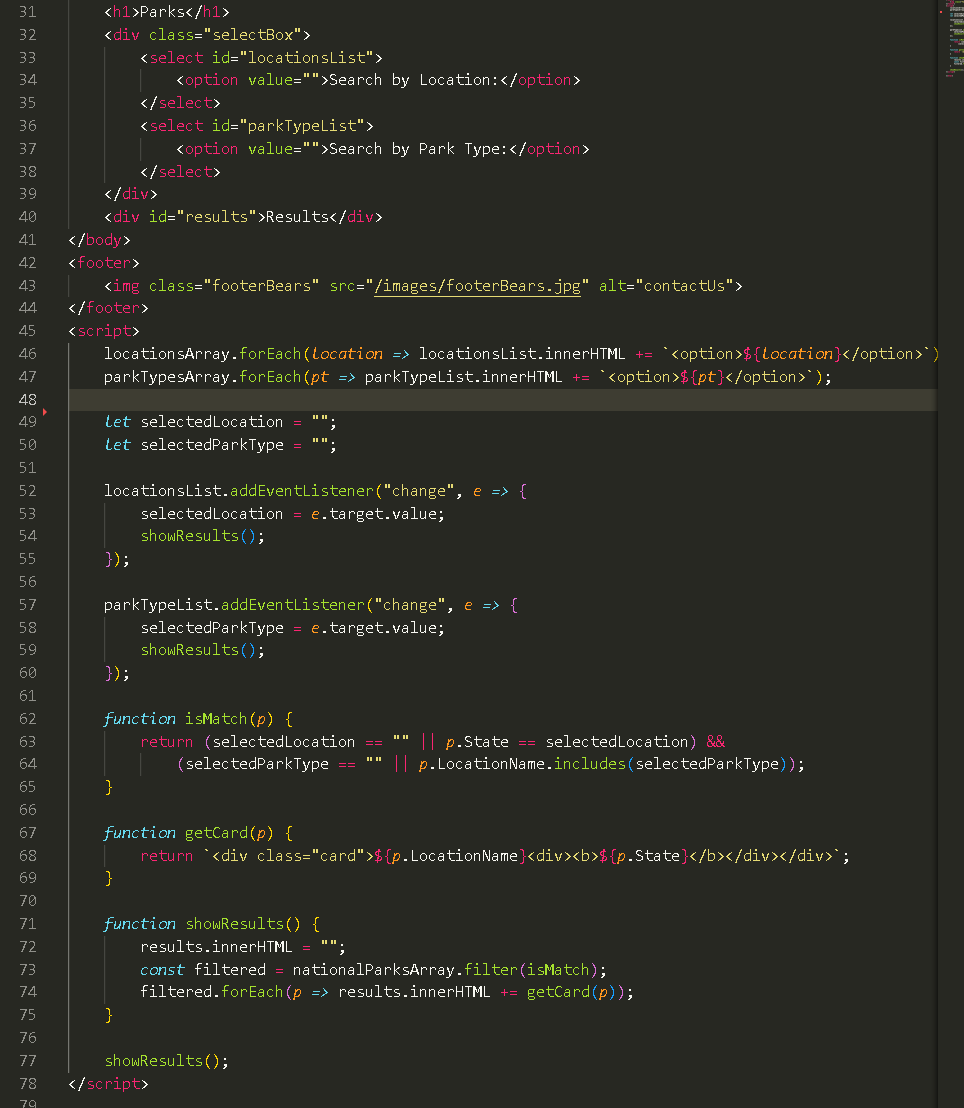 31 <h1>Parks</h1>
32 <div class="selectBox">
33 <select id="locationsList">
34 <option value="">Search by Location:</option>
35 </select>
36 <select id="parkTypeList">
37 <option value="">Search by Park Type:</option>
38 </select>
39 </div>
40 <div id="results">Results</div>
41 </body>
42 <footer>
43 <img class="footerBears" src="/images/footerBears.jpg" alt="contactUs">
44 </footer>
45 <script>
46 locationsArray.forEach(location => locationsList.innerHTML += `<option>${location}</option>`)
47 parkTypesArray.forEach(pt => parkTypeList.innerHTML += `<option>${pt}</option>`);
48
49 let selectedLocation = "";
50 let selectedParkType = "";
51
52 locationsList.addEventListener("change", e => {
53 selectedLocation = e.target.value;
54 showResults();
55 });
56
57 parkTypeList.addEventListener("change", e => {
58 selectedParkType = e.target.value;
59 showResults();
60 });
61
62 function isMatch(p) {
63 return (selectedLocation == "" || p.State == selectedLocation) &&
64 (selectedParkType == "" || p.LocationName.includes(selectedParkType));
65 }
66
67 function getCard(p) {
68 return `<div class="card">${p.LocationName}<div><b>${p.State}</b></div></div>`;
69 }
70
71 function showResults() {
72 results.innerHTML = "";
73 const filtered = nationalParksArray.filter(isMatch);
74 filtered.forEach(p => results.innerHTML += getCard(p));
75 }
76
77 showResults();
78 </script>
79